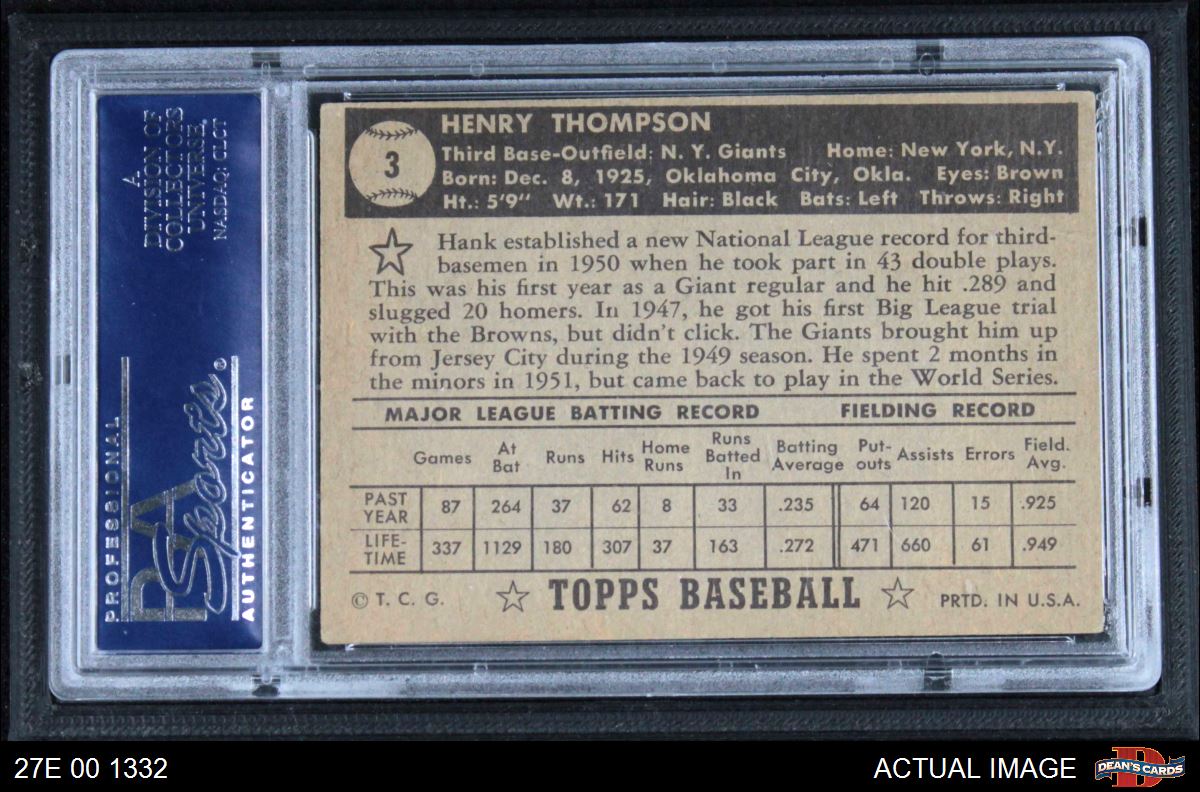 A
DIVISION OF
COLLECTORS
UNIVERSE®
NASDAQ: CLCT
PROFESSIONAL
PSA
Sports®
AUTHENTICATOR
3
HENRY THOMPSON
Third Base-Outfield: N. Y. Giants Home: New York, N.Y.
Born: Dec. 8, 1925, Oklahoma City, Okla. Eyes: Brown
Ht.: 5'9" Wt.: 171 Hair: Black Bats: Left Throws: Right
Hank established a new National League record for third-
basemen in 1950 when he took part in 43 double plays.
This was his first year as a Giant regular and he hit .289 and
slugged 20 homers. In 1947, he got his first Big League trial
with the Browns, but didn't click. The Giants brought him up
from Jersey City during the 1949 season. He spent 2 months in
the minors in 1951, but came back to play in the World Series.
MAJOR LEAGUE BATTING RECORD FIELDING RECORD
Games At Bat Runs Hits Home Runs Runs Batted In Batting Average Put-outs Assists Errors Field. Avg.
PAST YEAR 87 264 37 62 8 33 .235 64 120 15 .925
LIFE-TIME 337 1129 180 307 37 163 .272 471 660 61 .949
© T. C. G. TOPPS BASEBALL PRTD. IN U.S.A.
27E 00 1332
ACTUAL IMAGE
D
DEAN'S CARDS